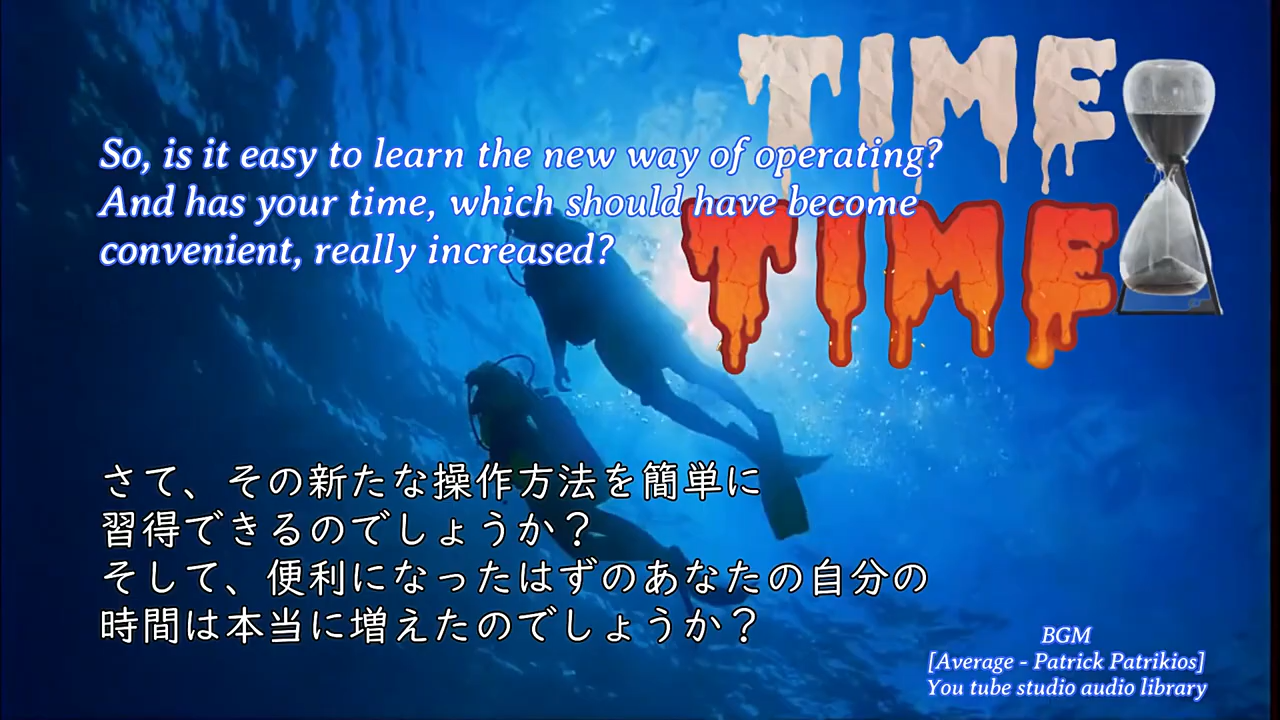 TIME
So, is it easy to learn the new way of operating?
And has your time, which should have become
convenient, really increased?
TIME
さて、その新たな操作方法を簡単に
習得できるのでしょうか？
そして、便利になったはずのあなたの自分の
時間は本当に増えたのでしょうか？
BGM
[Average - Patrick Patrikios]
You tube studio audio library